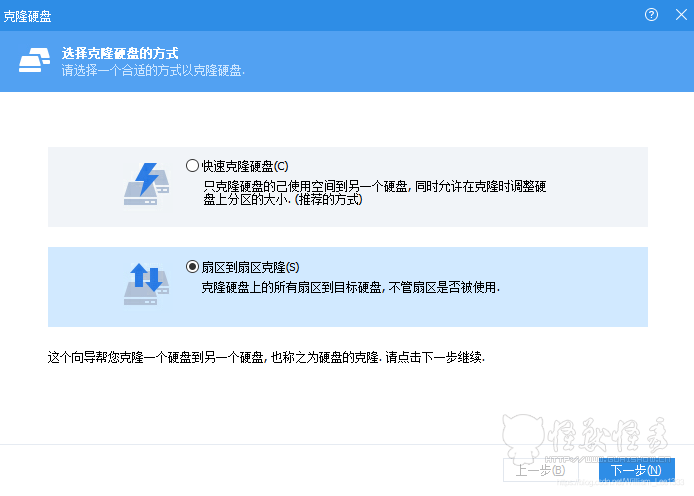 克隆硬盘
选择克隆硬盘的方式
请选择一个合适的方式以克隆硬盘.
快速克隆硬盘(C)
只克隆硬盘的己使用空间到另一个硬盘, 同时允许在克隆时调整硬
盘上分区的大小. (推荐的方式)
扇区到扇区克隆(S)
克隆硬盘上的所有扇区到目标硬盘, 不管扇区是否被使用.
这个向导帮您克隆一个硬盘到另一个硬盘, 也称之为硬盘的克隆. 请点击下一步继续.
怪兽怪秀
上一步(B)
下一步(N)